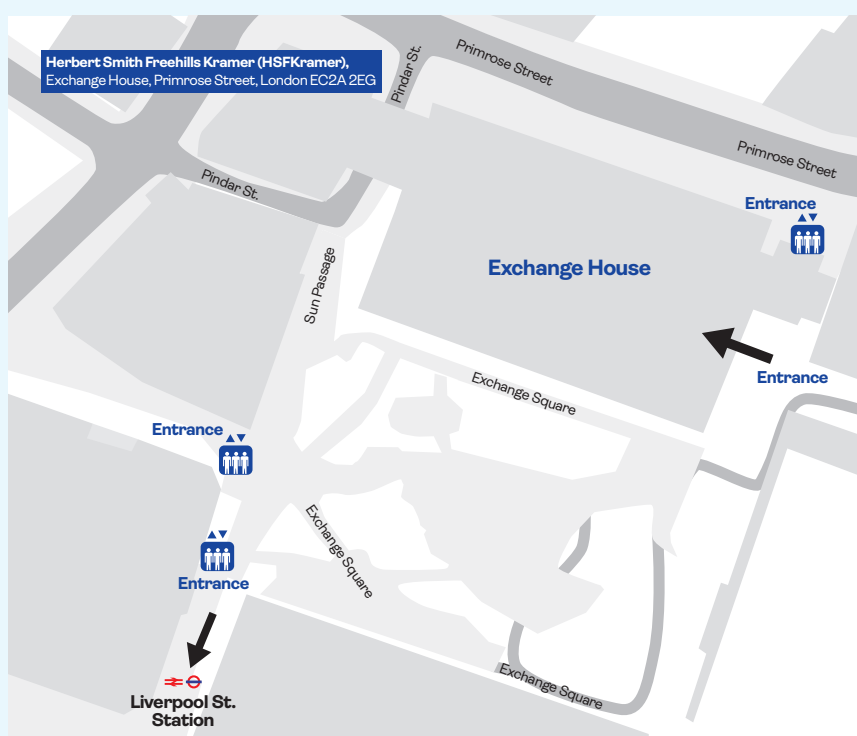 Herbert Smith Freehills Kramer (HSFKramer),
Exchange House, Primrose Street, London EC2A 2EG
Pindar St.
Primrose Street
Primrose Street
Pindar St.
Entrance
Sun Passage
Exchange House
Entrance
Exchange Square
Entrance
Exchange Square
Entrance
Exchange Square
Liverpool St.
Station